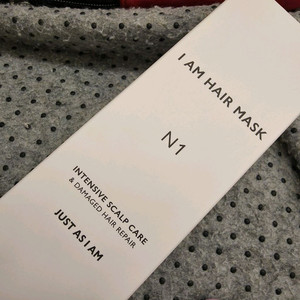 I AM HAIR MASK
N1
INTENSIVE SCALP CARE
& DAMAGED HAIR REPAIR
JUST AS I AM